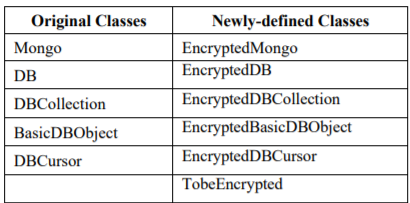 Original Classes Newly-defined Classes
Mongo EncryptedMongo
DB EncryptedDB
DBCollection EncryptedDBCollection
BasicDBObject EncryptedBasicDBObject
DBCursor EncryptedDBCursor
TobeEncrypted